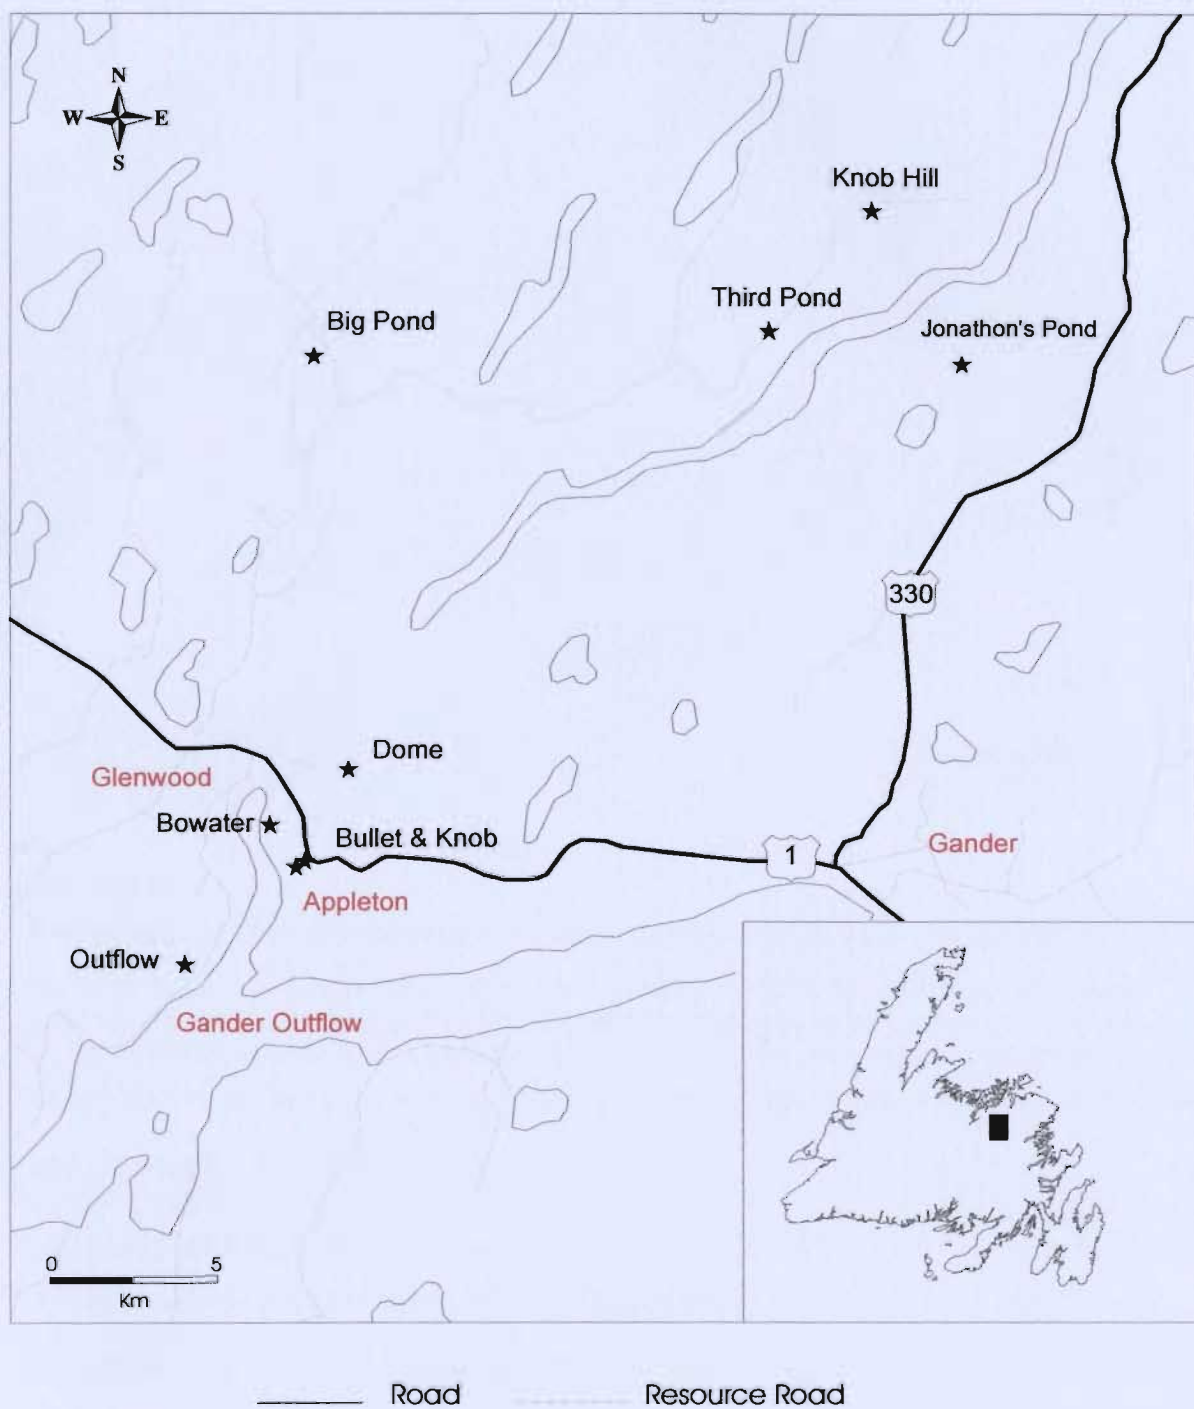 N
W E
S
Knob Hill
Third Pond
Big Pond
Jonathon's Pond
330
Dome
Glenwood
Bowater
Bullet & Knob
1
Gander
Appleton
Outflow
Gander Outflow
0 5
Km
Road Resource Road